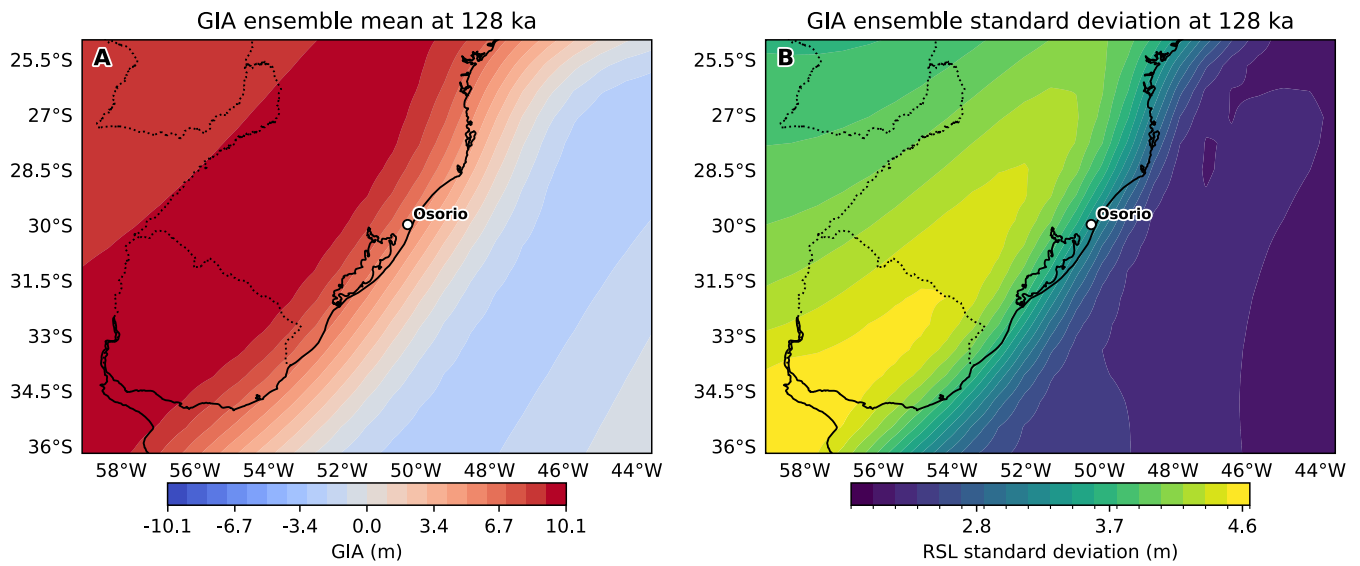 GIA ensemble mean at 128 ka
A
25.5°S
27°S
28.5°S
30°S
31.5°S
33°S
34.5°S
36°S
Osorio
58°W 56°W 54°W 52°W 50°W 48°W 46°W 44°W
-10.1 -6.7 -3.4 0.0 3.4 6.7 10.1
GIA (m)
GIA ensemble standard deviation at 128 ka
B
25.5°S
27°S
28.5°S
30°S
31.5°S
33°S
34.5°S
36°S
Osorio
58°W 56°W 54°W 52°W 50°W 48°W 46°W 44°W
2.8 3.7 4.6
RSL standard deviation (m)